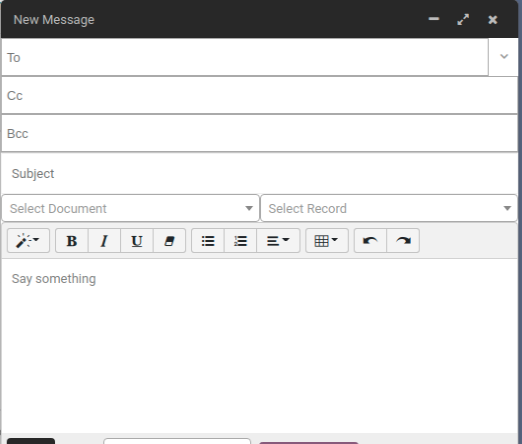 New Message
To
Cc
Bcc
Subject
Select Document Select Record
B I U
Say something